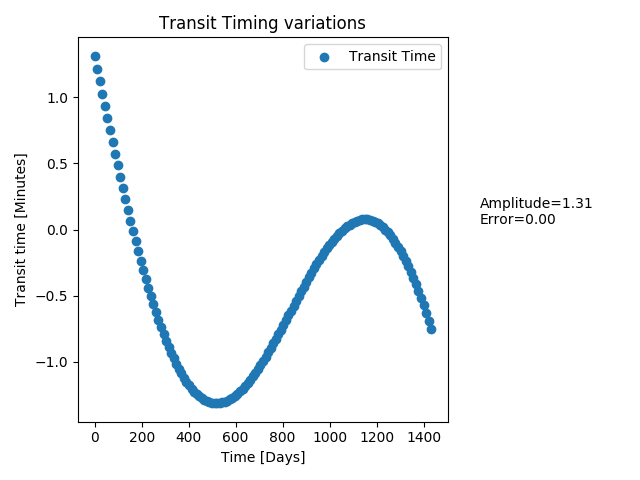 Transit Timing variations
Transit Time
1.0
0.5
0.0
−0.5
−1.0
Transit time [Minutes]
Amplitude=1.31
Error=0.00
0 200 400 600 800 1000 1200 1400
Time [Days]